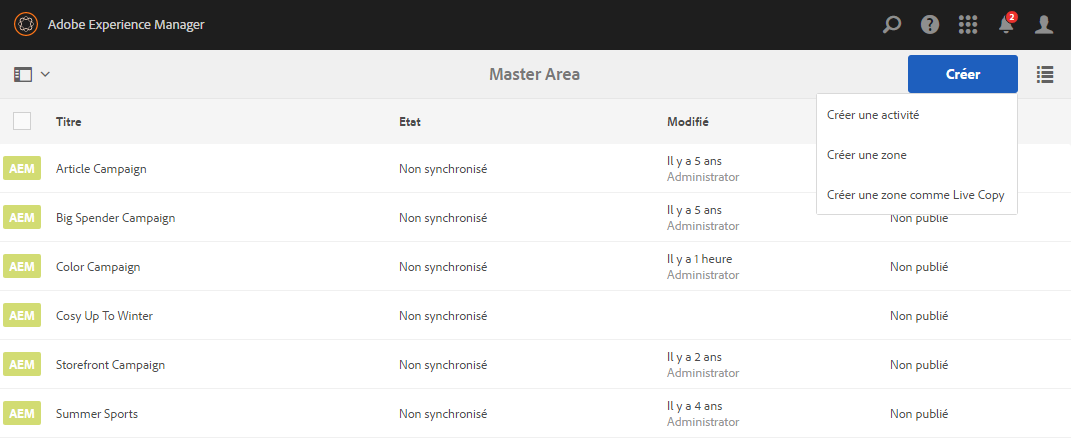 Adobe Experience Manager
2
Master Area
Créer
Créer une activité
Créer une zone
Créer une zone comme Live Copy
Titre
Etat
Modifié
AEM
Article Campaign
Non synchronisé
Il y a 5 ans
Administrator
AEM
Big Spender Campaign
Non synchronisé
Il y a 5 ans
Administrator
Non publié
AEM
Color Campaign
Non synchronisé
Il y a 1 heure
Administrator
Non publié
AEM
Cosy Up To Winter
Non synchronisé
Non publié
AEM
Storefront Campaign
Non synchronisé
Il y a 2 ans
Administrator
Non publié
AEM
Summer Sports
Non synchronisé
Il y a 4 ans
Administrator
Non publié